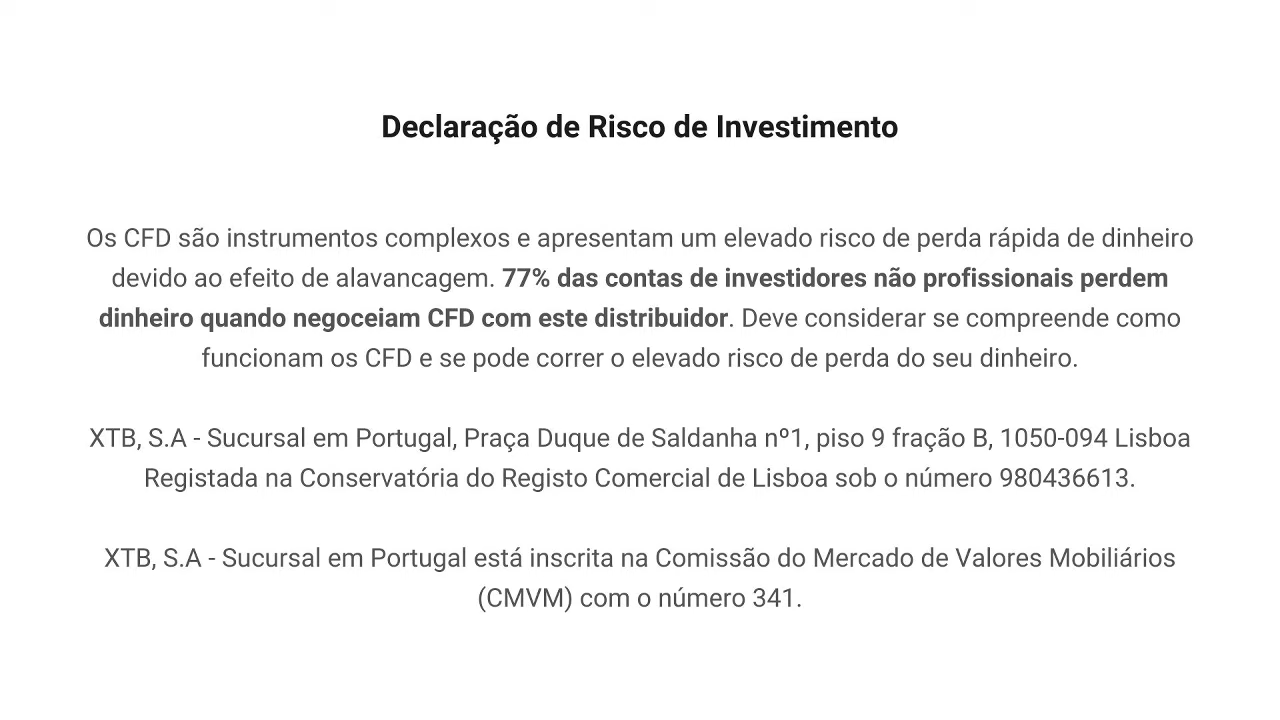 Declaração de Risco de Investimento
Os CFD são instrumentos complexos e apresentam um elevado risco de perda rápida de dinheiro
devido ao efeito de alavancagem. 77% das contas de investidores não profissionais perdem
dinheiro quando negoceiam CFD com este distribuidor. Deve considerar se compreende como
funcionam os CFD e se pode correr o elevado risco de perda do seu dinheiro.
XTB, S.A - Sucursal em Portugal, Praça Duque de Saldanha nº1, piso 9 fração B, 1050-094 Lisboa
Registada na Conservatória do Registo Comercial de Lisboa sob o número 980436613.
XTB, S.A - Sucursal em Portugal está inscrita na Comissão do Mercado de Valores Mobiliários
(CMVM) com o número 341.